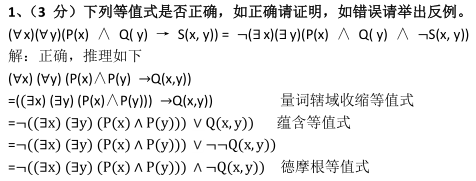 1、（3 分）下列等值式是否正确，如正确请证明，如错误请举出反例。
(∀x)(∀y)(P(x) ∧ Q( y) → S(x, y)) = ¬(∃x)(∃y)(P(x) ∧ Q( y) ∧ ¬S(x, y))
解：正确，推理如下
(∀x) (∀y) (P(x)∧P(y) →Q(x,y))
=((∃x) (∃y) (P(x)∧P(y))) →Q(x,y)) 量词辖域收缩等值式
=¬((∃x) (∃y) (P(x) ∧ P(y))) ∨ Q(x, y)) 蕴含等值式
=¬((∃x) (∃y) (P(x) ∧ P(y))) ∨ ¬¬Q(x, y))
=¬((∃x) (∃y) (P(x) ∧ P(y))) ∧ ¬Q(x, y)) 德摩根等值式